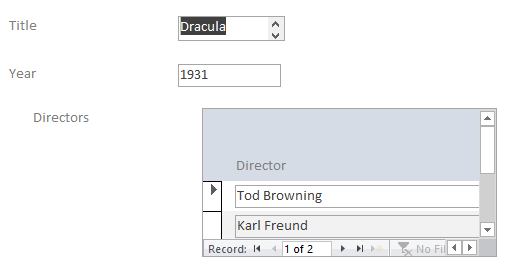 Title
Dracula
Year
1931
Directors
Director
Tod Browning
Karl Freund
Record: 1 of 2 No Fil